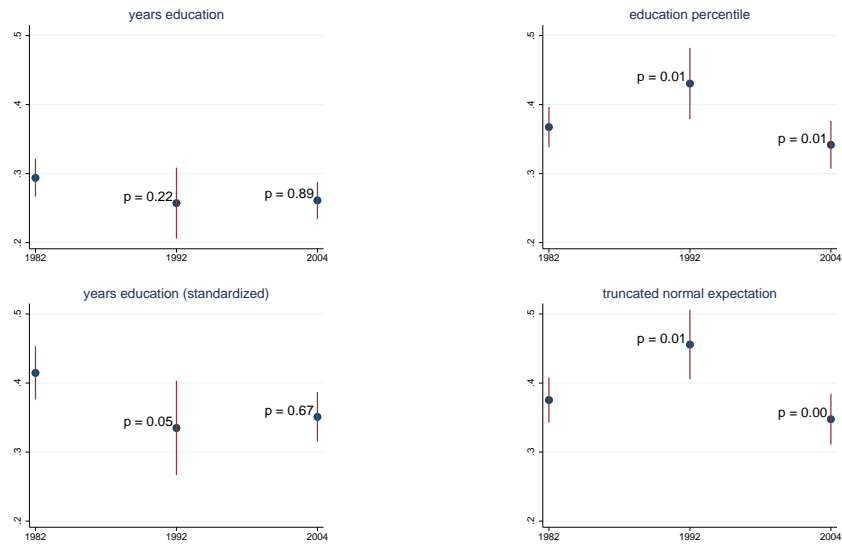 years education
.5
.4
.3
.2
p = 0.22
p = 0.89
1982
1992
2004
education percentile
.5
.4
.3
.2
p = 0.01
p = 0.01
1982
1992
2004
years education (standardized)
.5
.4
.3
.2
p = 0.05
p = 0.67
1982
1992
2004
truncated normal expectation
.5
.4
.3
.2
p = 0.01
p = 0.00
1982
1992
2004